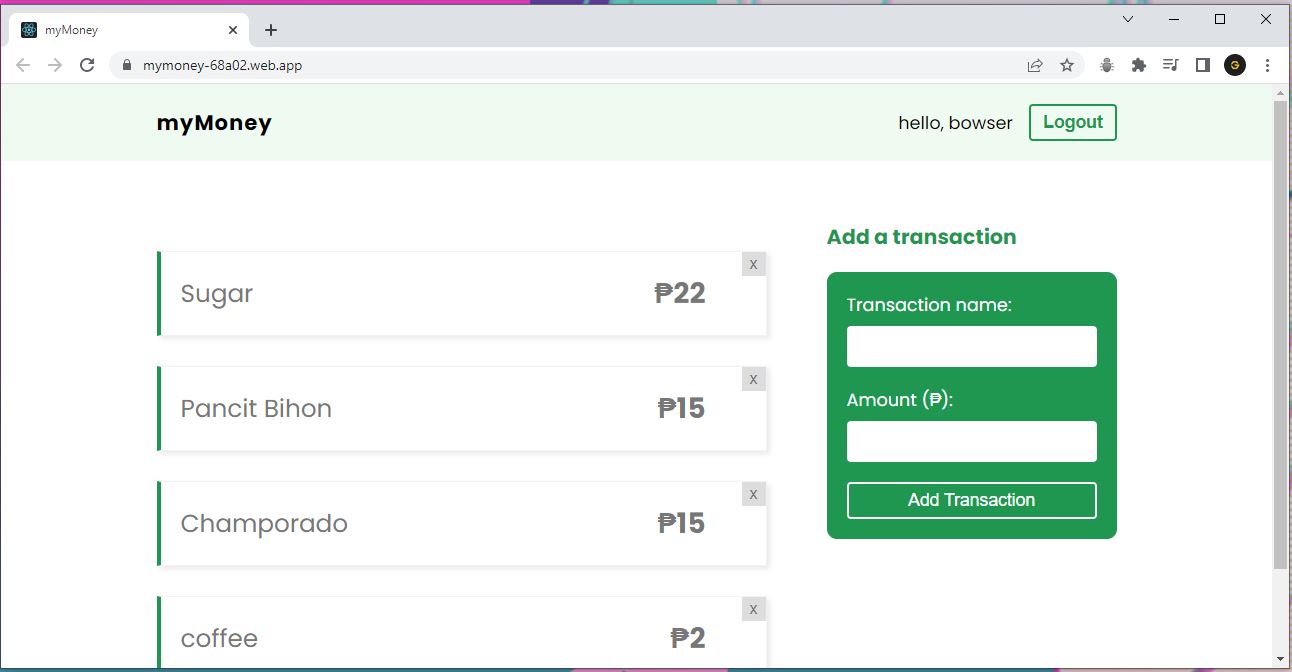 myMoney
mymoney-68a02.web.app
G
myMoney
hello, bowser
Logout
Add a transaction
X
Sugar
₱22
X
Pancit Bihon
₱15
X
Champorado
₱15
X
coffee
₱2
Transaction name:
Amount (₱):
Add Transaction